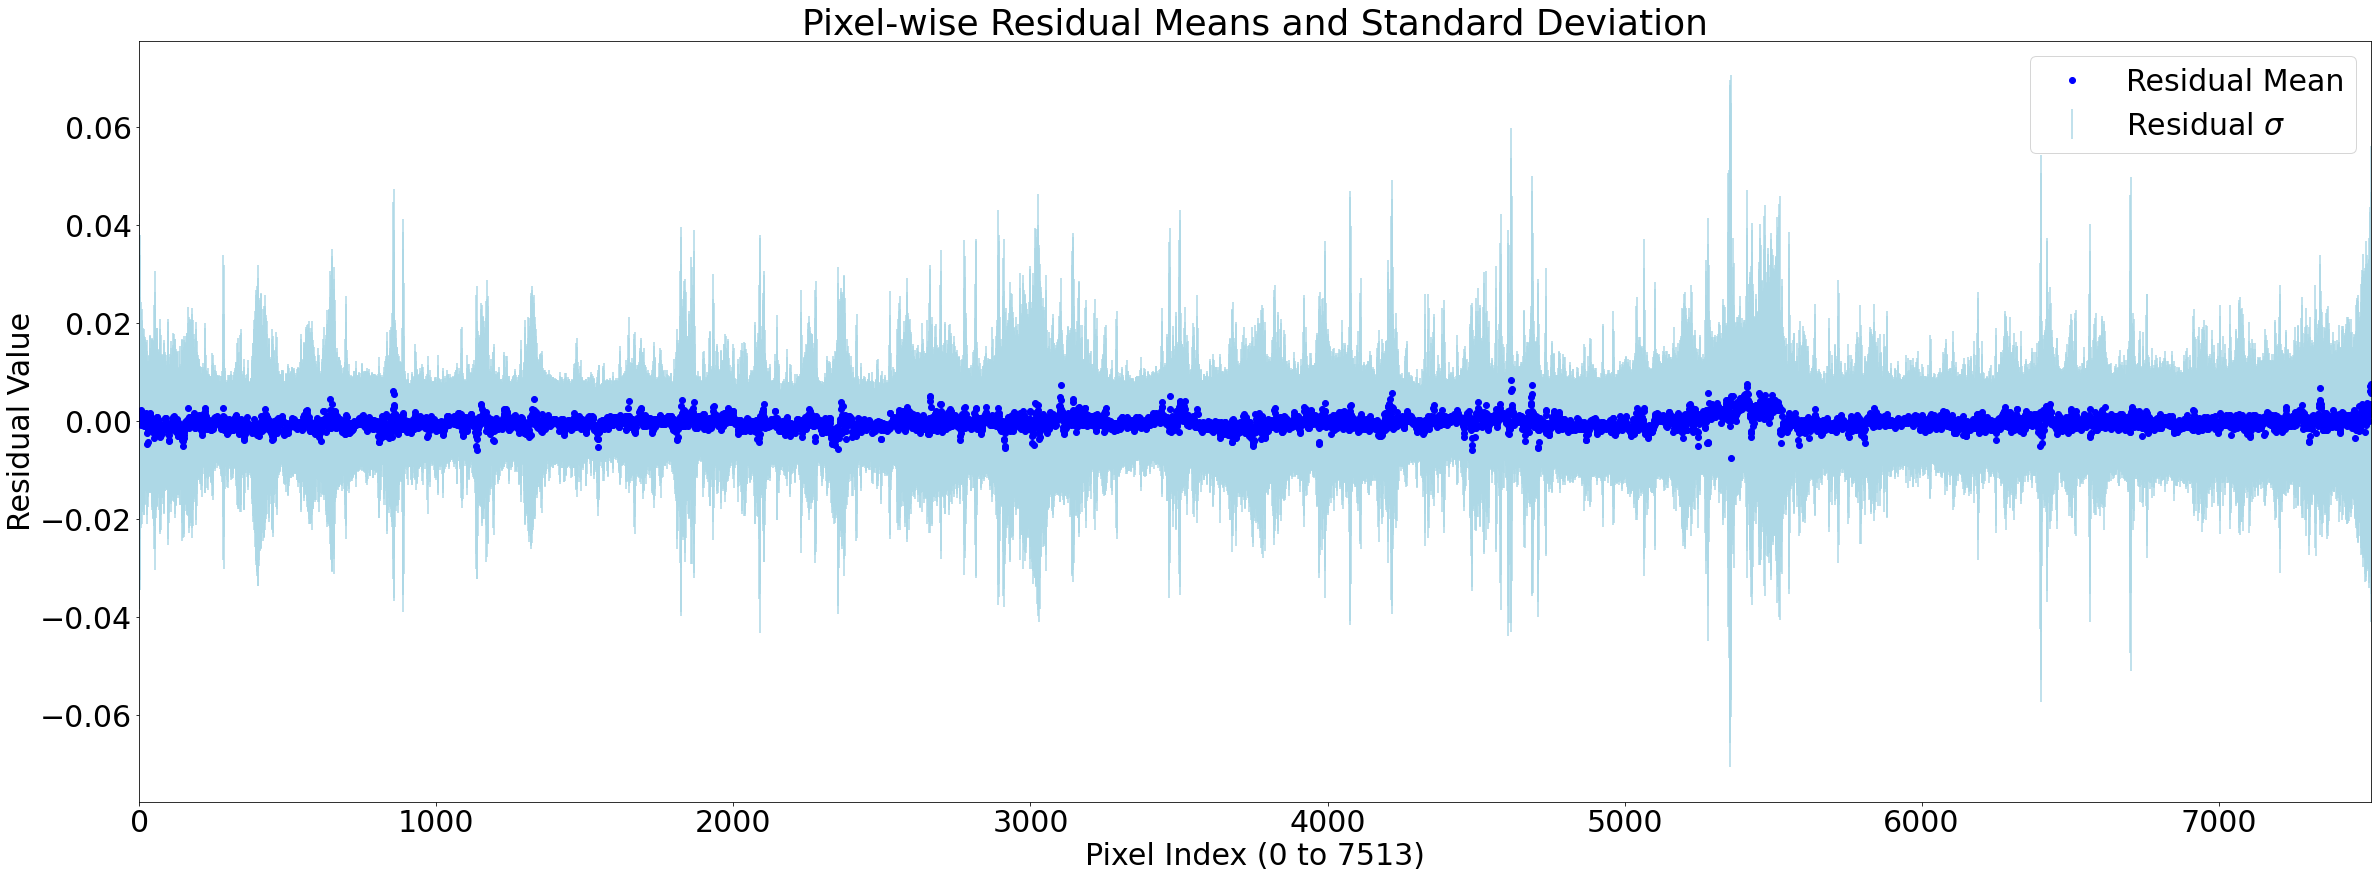 Pixel-wise Residual Means and Standard Deviation
Residual Mean
Residual σ
Residual Value
0.06
0.04
0.02
0.00
−0.02
−0.04
−0.06
0 1000 2000 3000 4000 5000 6000 7000
Pixel Index (0 to 7513)